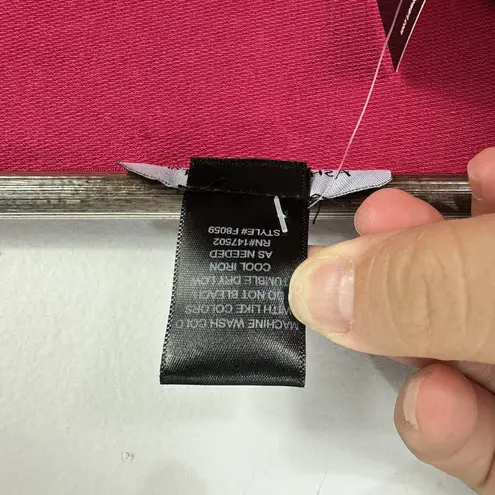 MACHINE WASH COLD
WITH LIKE COLORS
DO NOT BLEACH
TUMBLE DRY LOW
COOL IRON
AS NEEDED
RN#147502
STYLE# F8059